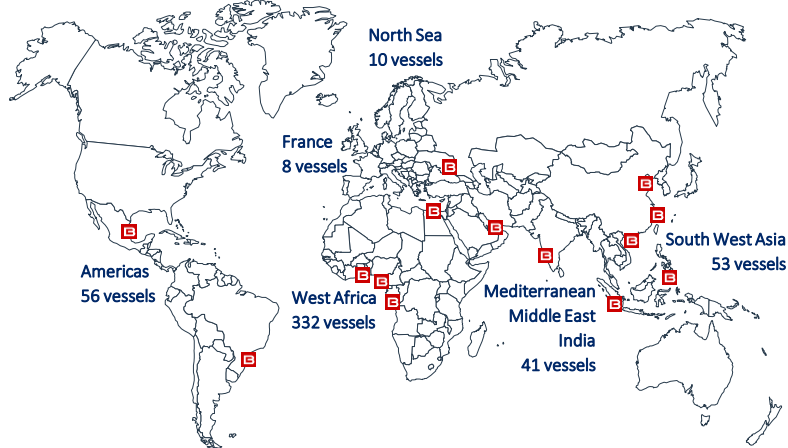 North Sea
10 vessels
France
8 vessels
South West Asia
53 vessels
Americas
56 vessels
West Africa
332 vessels
Mediterranean
Middle East
India
41 vessels